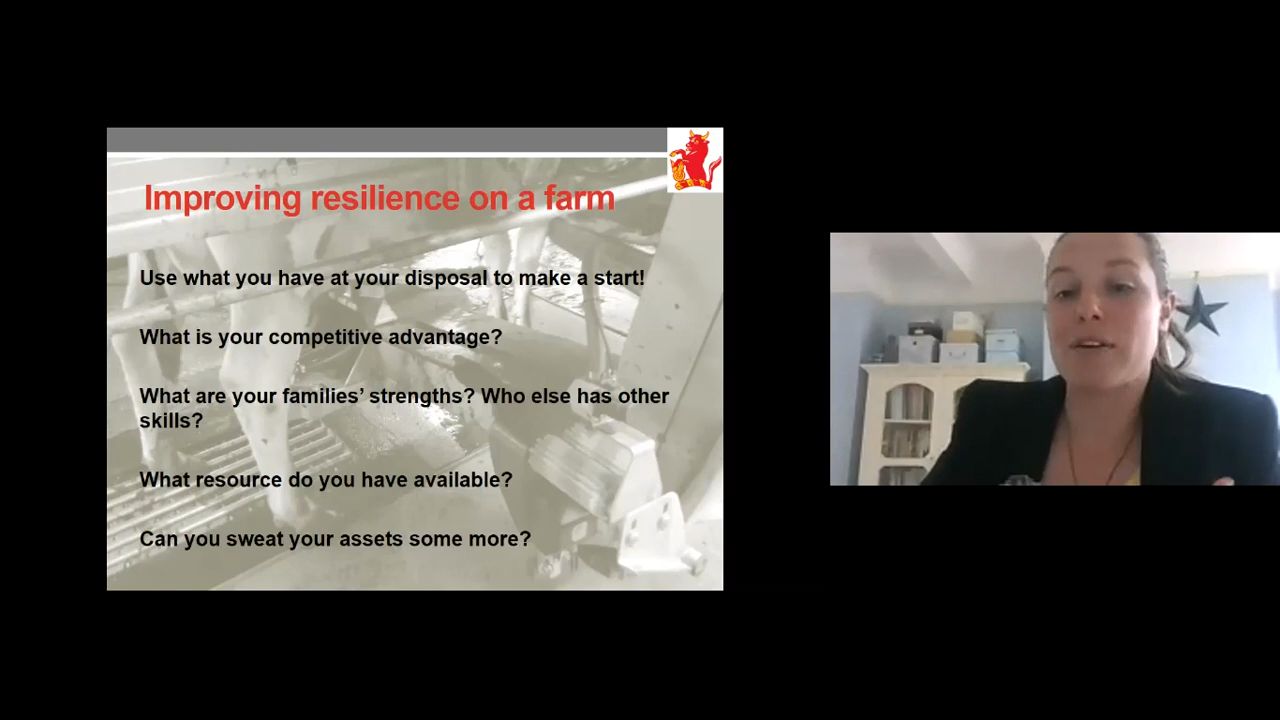 Improving resilience on a farm
Use what you have at your disposal to make a start!
What is your competitive advantage?
What are your families’ strengths? Who else has other
skills?
What resource do you have available?
Can you sweat your assets some more?